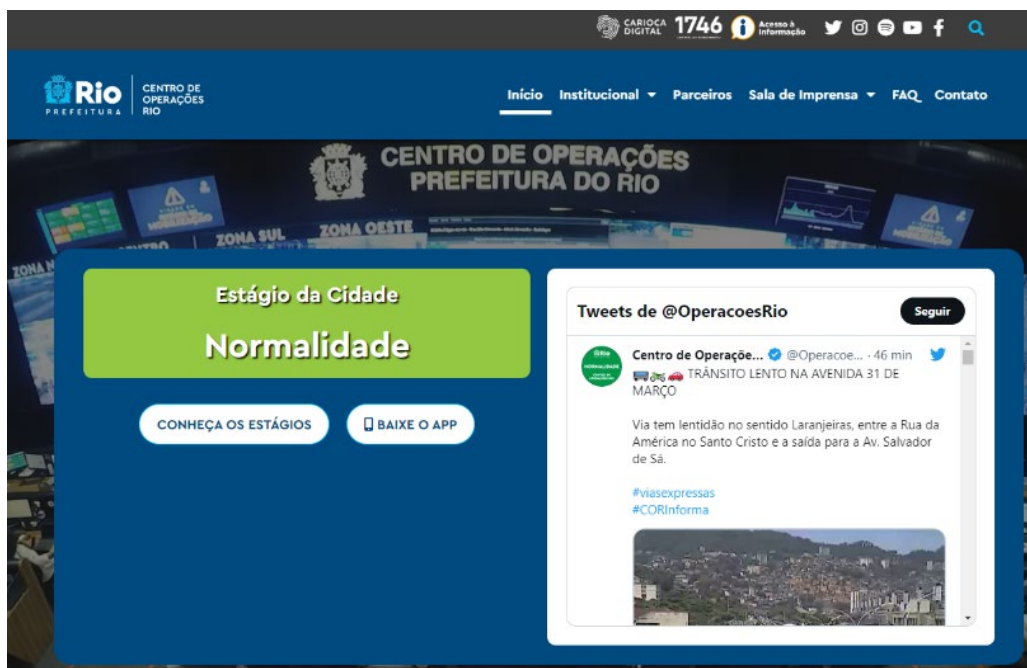 CARIOCA
DIGITAL
1746
Acesso à
Informação
Rio
PREFEITURA
CENTRO DE
OPERAÇÕES
RIO
Início Institucional Parceiros Sala de Imprensa FAQ Contato
CENTRO DE OPERAÇÕES
PREFEITURA DO RIO
ZONA SUL
ZONA OESTE
ZONA N
Estágio da Cidade
Normalidade
CONHEÇA OS ESTÁGIOS
BAIXE O APP
Tweets de @OperacoesRio
Seguir
Centro de Operaçõe... @Operacoe... · 46 min
TRÂNSITO LENTO NA AVENIDA 31 DE
MARÇO
Via tem lentidão no sentido Laranjeiras, entre a Rua da
América no Santo Cristo e a saída para a Av. Salvador
de Sá.
#viasexpressas
#CORInforma